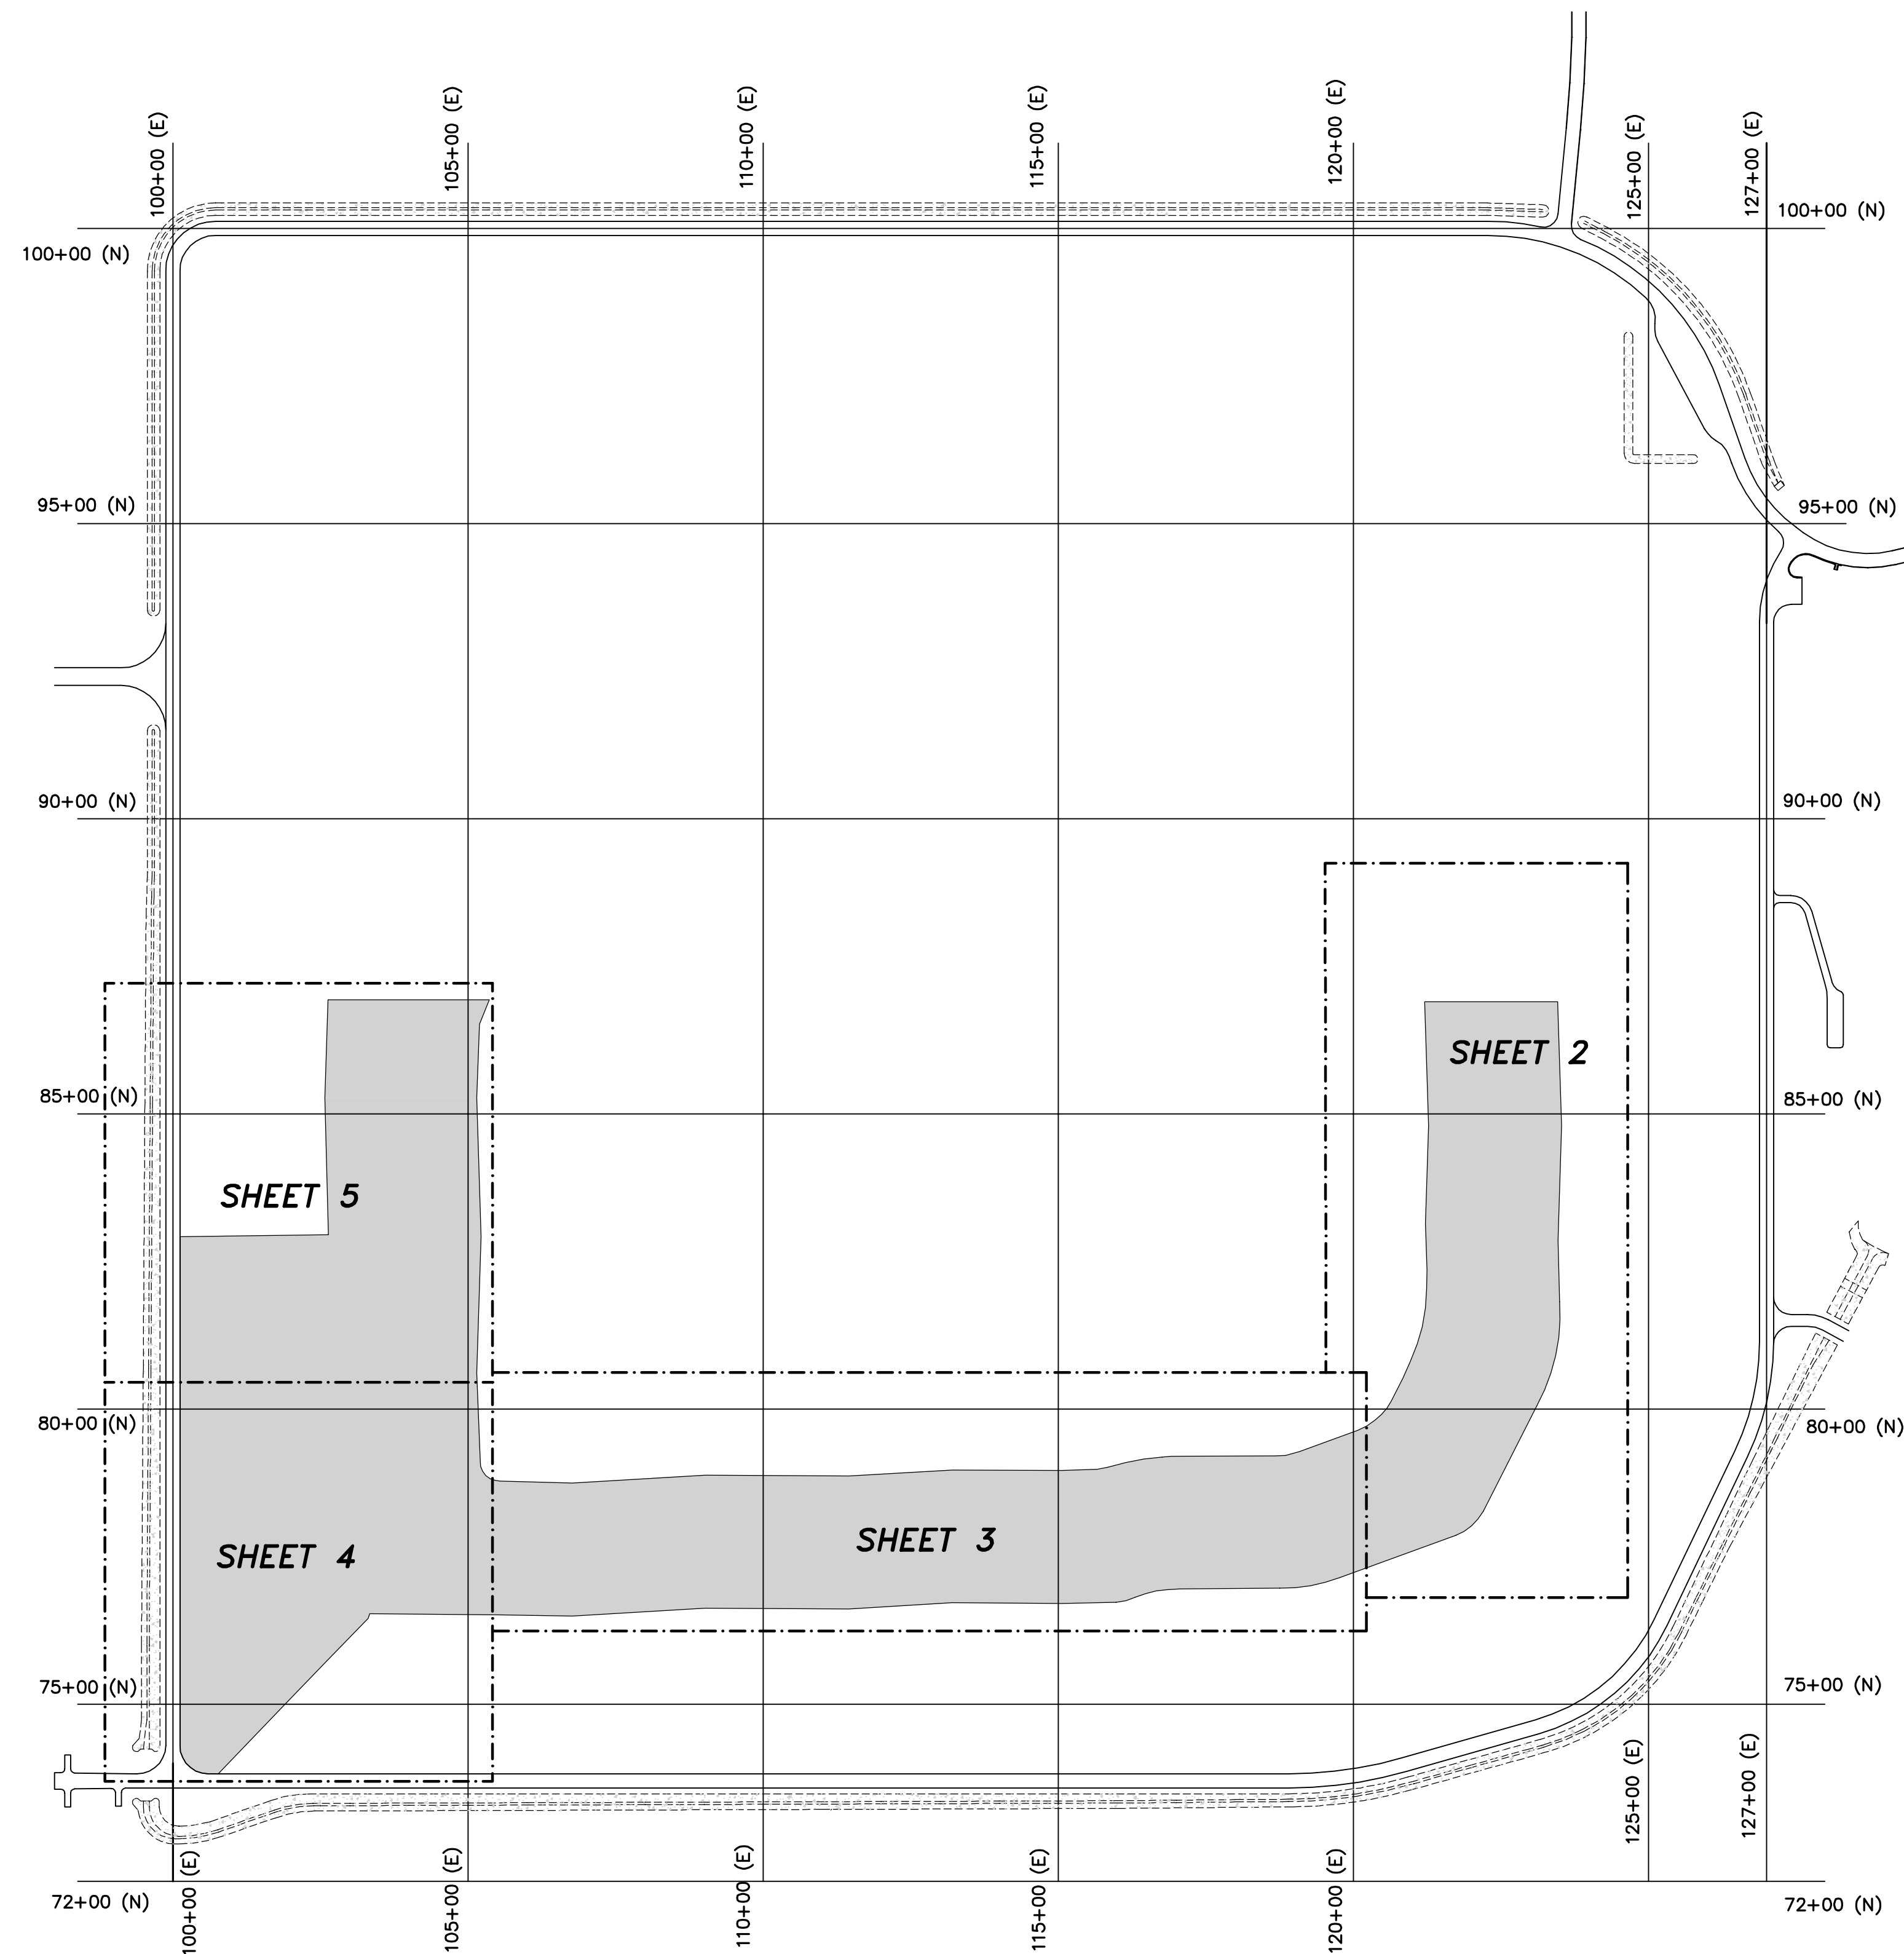 100+00 (E)
105+00 (E)
110+00 (E)
115+00 (E)
120+00 (E)
125+00 (E)
127+00 (E)
100+00 (N)
100+00 (N)
95+00 (N)
95+00 (N)
90+00 (N)
90+00 (N)
SHEET 2
85+00 (N)
85+00 (N)
SHEET 5
80+00 (N)
80+00 (N)
SHEET 3
SHEET 4
75+00 (N)
75+00 (N)
125+00 (E)
127+00 (E)
100+00 (E)
105+00 (E)
110+00 (E)
115+00 (E)
120+00 (E)
72+00 (N)
72+00 (N)